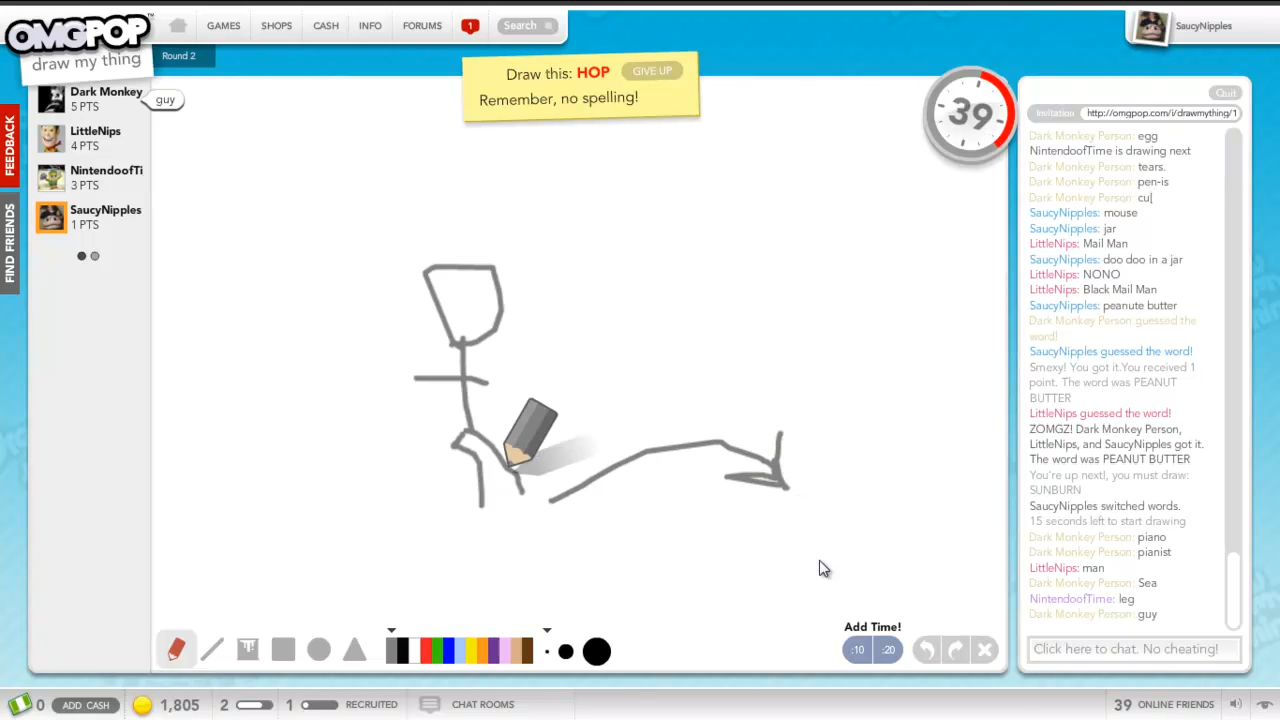 OMGPOP™
draw my thing
GAMES
SHOPS
CASH
INFO
FORUMS
1
Search
SaucyNipples
Round 2
Draw this: HOP
GIVE UP
Remember, no spelling!
39
FEEDBACK
FIND FRIENDS
Dark Monkey
5 PTS
guy
LittleNips
4 PTS
NintendoofTi
3 PTS
SaucyNipples
1 PTS
Quit
Invitation
http://omgpop.com/i/drawmything/1
Dark Monkey Person: egg
NintendoofTime is drawing next
Dark Monkey Person: tears.
Dark Monkey Person: pen-is
Dark Monkey Person: cu[
SaucyNipples: mouse
SaucyNipples: jar
LittleNips: Mail Man
SaucyNipples: doo doo in a jar
LittleNips: NONO
LittleNips: Black Mail Man
SaucyNipples: peanute butter
Dark Monkey Person guessed the
word!
SaucyNipples guessed the word!
Smexy! You got it.You received 1
point. The word was PEANUT
BUTTER
LittleNips guessed the word!
ZOMGZ! Dark Monkey Person,
LittleNips, and SaucyNipples got it.
The word was PEANUT BUTTER
You're up next!, you must draw:
SUNBURN
SaucyNipples switched words.
15 seconds left to start drawing
Dark Monkey Person: piano
Dark Monkey Person: pianist
LittleNips: man
Dark Monkey Person: Sea
NintendoofTime: leg
Dark Monkey Person: guy
Click here to chat. No cheating!
Add Time!
:10
:20
0
ADD CASH
1,805
2
1
RECRUITED
CHAT ROOMS
39 ONLINE FRIENDS